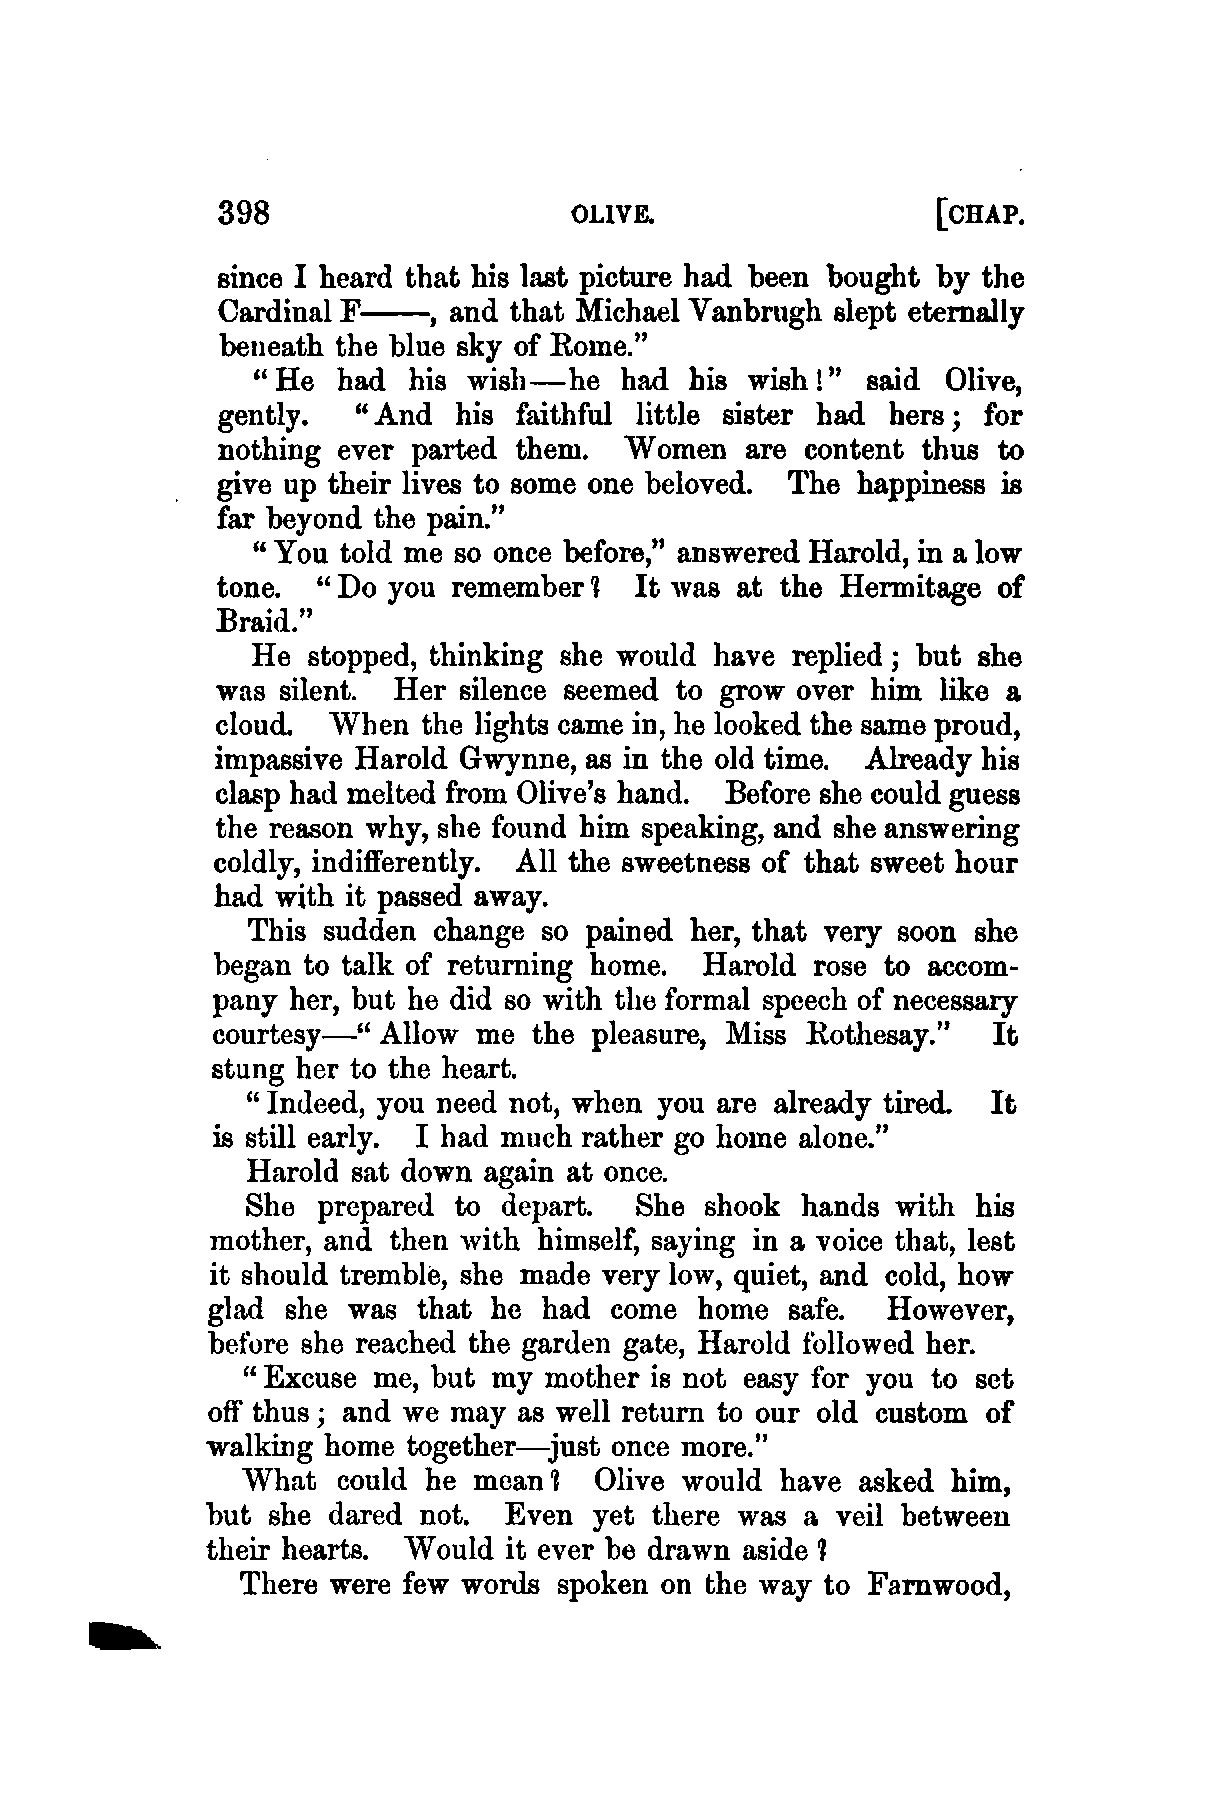 398 OLIVE. [CHAP.
since I heard that his last picture had been bought by the
Cardinal F——, and that Michael Vanbrugh slept eternally
beneath the blue sky of Rome."
"He had his wish—he had his wish!" said Olive,
gently. "And his faithful little sister had hers; for
nothing ever parted them. Women are content thus to
give up their lives to some one beloved. The happiness is
far beyond the pain."
"You told me so once before," answered Harold, in a low
tone. "Do you remember? It was at the Hermitage of
Braid."
He stopped, thinking she would have replied; but she
was silent. Her silence seemed to grow over him like a
cloud. When the lights came in, he looked the same proud,
impassive Harold Gwynne, as in the old time. Already his
clasp had melted from Olive's hand. Before she could guess
the reason why, she found him speaking, and she answering
coldly, indifferently. All the sweetness of that sweet hour
had with it passed away.
This sudden change so pained her, that very soon she
began to talk of returning home. Harold rose to accom-
pany her, but he did so with the formal speech of necessary
courtesy—"Allow me the pleasure, Miss Rothesay." It
stung her to the heart.
"Indeed, you need not, when you are already tired. It
is still early. I had much rather go home alone."
Harold sat down again at once.
She prepared to depart. She shook hands with his
mother, and then with himself, saying in a voice that, lest
it should tremble, she made very low, quiet, and cold, how
glad she was that he had come home safe. However,
before she reached the garden gate, Harold followed her.
"Excuse me, but my mother is not easy for you to set
off thus; and we may as well return to our old custom of
walking home together—just once more."
What could he mean? Olive would have asked him,
but she dared not. Even yet there was a veil between
their hearts. Would it ever be drawn aside?
There were few words spoken on the way to Farnwood,